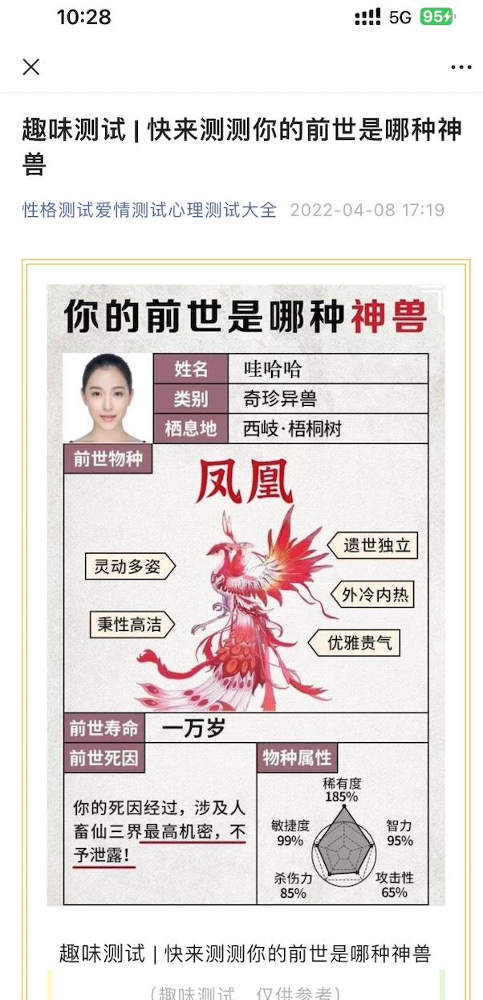 10:28
5G 95
趣味测试 | 快来测测你的前世是哪种神
兽
性格测试爱情测试心理测试大全 2022-04-08 17:19
你的前世是哪种神兽
姓名 哇哈哈
类别 奇珍异兽
栖息地 西岐·梧桐树
前世物种
凤凰
遗世独立
灵动多姿
外冷内热
秉性高洁
优雅贵气
前世寿命 一万岁
前世死因
你的死因经过，涉及人
畜仙三界最高机密，不
予泄露！
物种属性
稀有度
185%
敏捷度
99%
智力
95%
杀伤力
85%
攻击性
65%
趣味测试 | 快来测测你的前世是哪种神兽
（趣味测试 仅供参考）